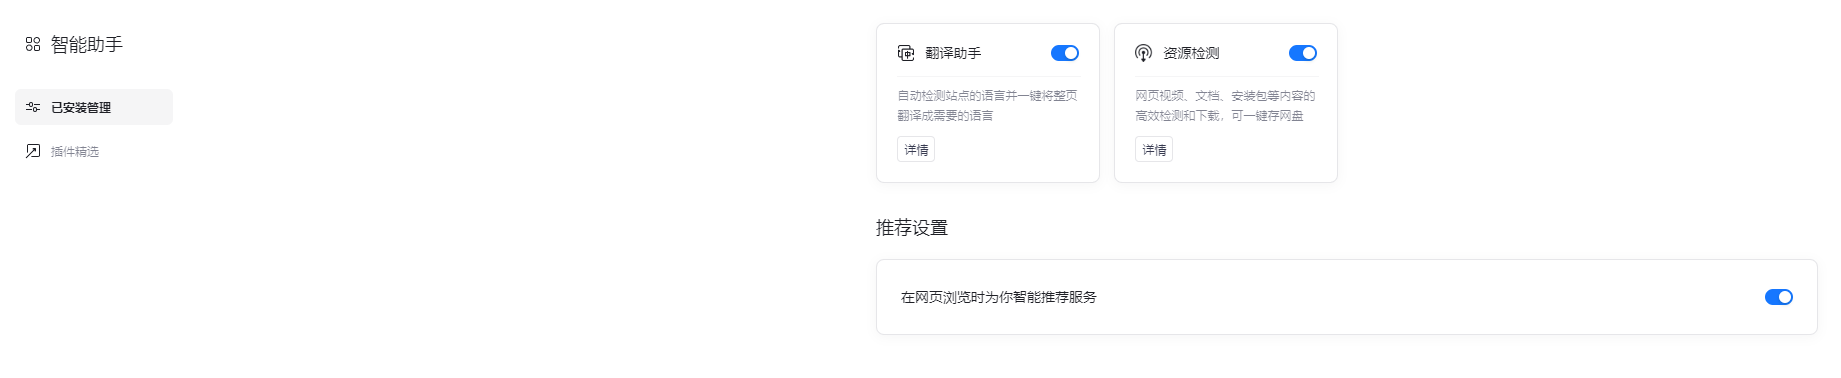 智能助手
已安装管理
插件精选
翻译助手
自动检测站点的语言并一键将整页
翻译成需要的语言
详情
资源检测
网页视频、文档、安装包等内容的
高效检测和下载，可一键存网盘
详情
推荐设置
在网页浏览时为你智能推荐服务